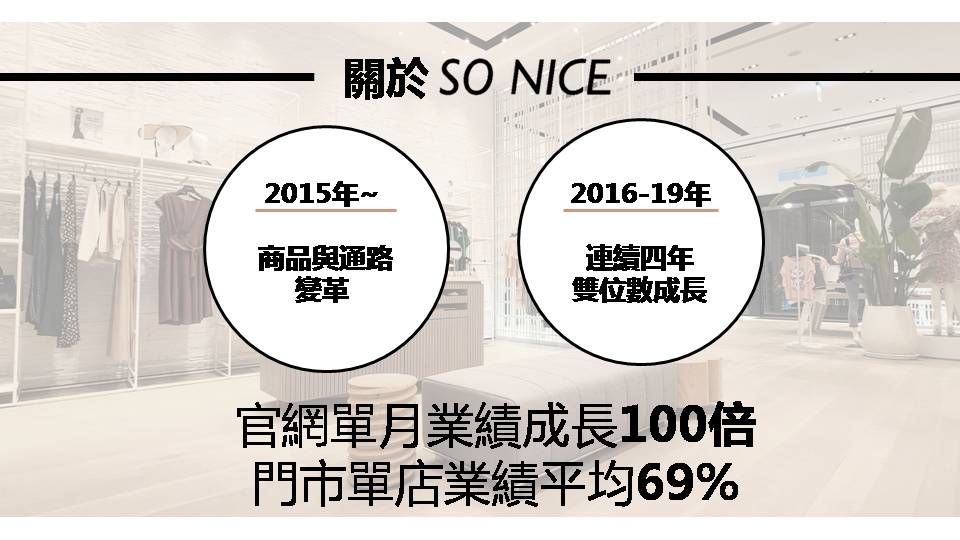 關於 SO NICE
2015年~
商品與通路
變革
2016-19年
連續四年
雙位數成長
官網單月業績成長100倍
門市單店業績平均69%